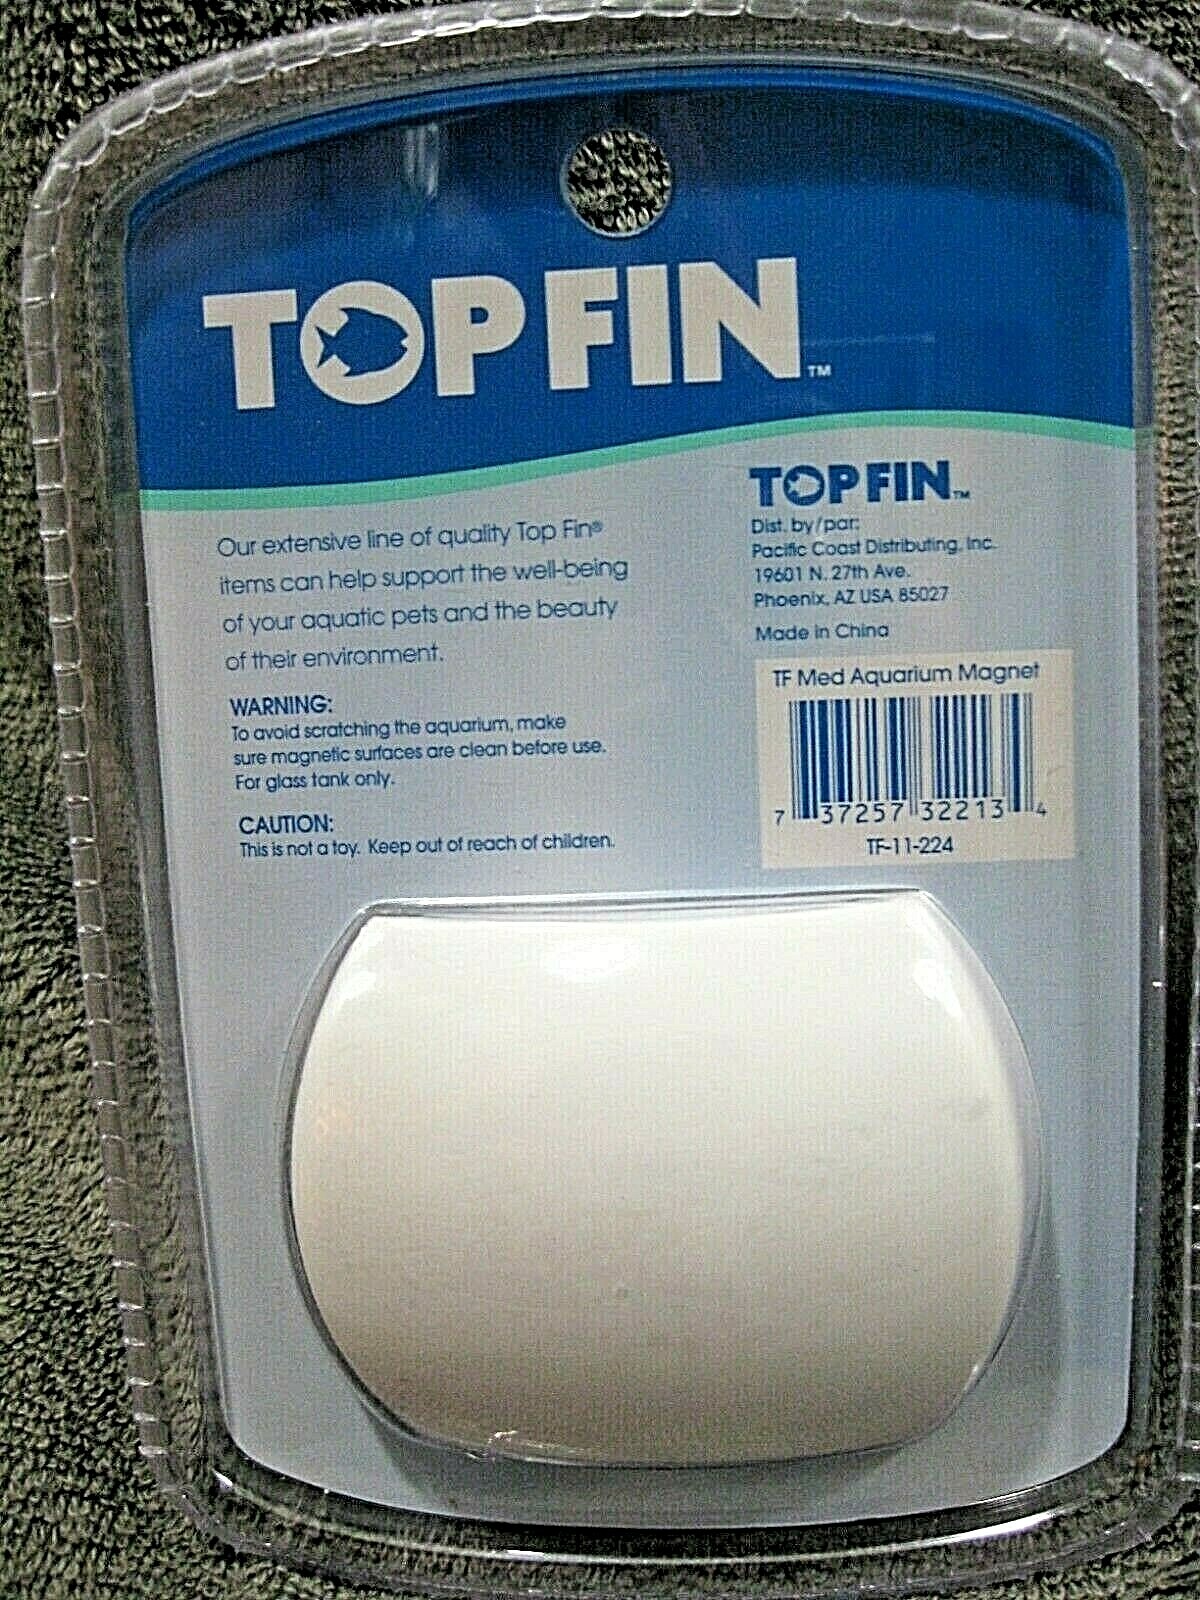 TOPFIN™
Our extensive line of quality Top Fin®
items can help support the well-being
of your aquatic pets and the beauty
of their environment.
WARNING:
To avoid scratching the aquarium, make
sure magnetic surfaces are clean before use.
For glass tank only.
CAUTION:
This is not a toy. Keep out of reach of children.
TOPFIN™
Dist. by/par:
Pacific Coast Distributing, Inc.
19601 N. 27th Ave.
Phoenix, AZ USA 85027
Made in China
TF Med Aquarium Magnet
7 37257 32213 4
TF-11-224